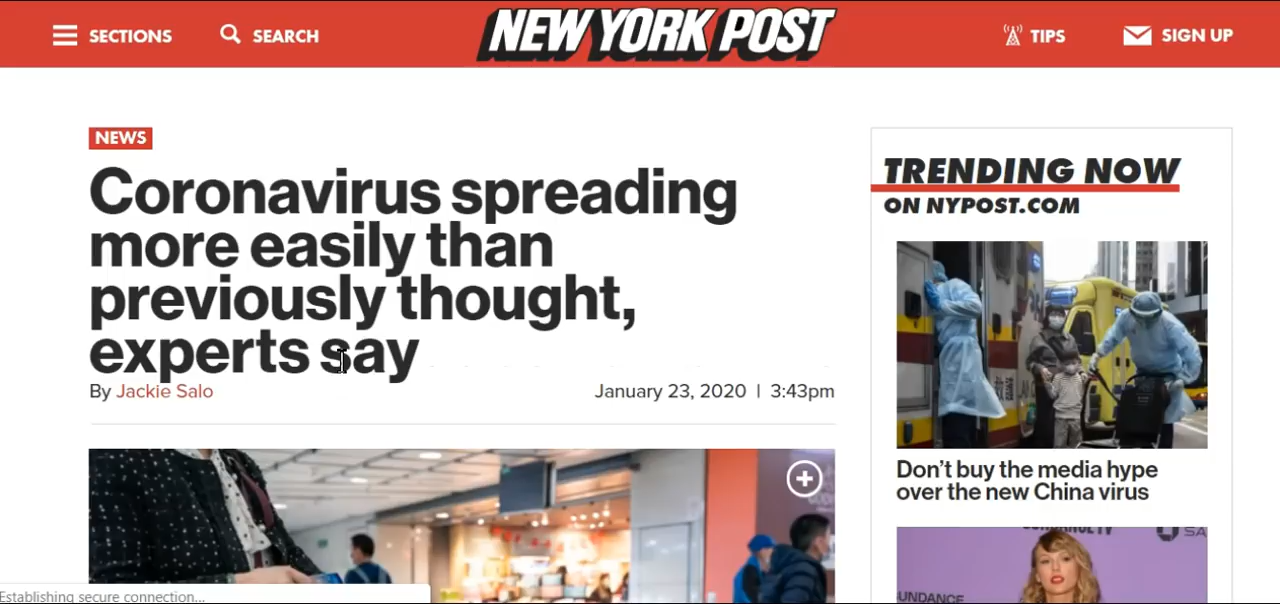 SECTIONS
SEARCH
NEW YORK POST
TIPS
SIGN UP
NEWS
Coronavirus spreading
more easily than
previously thought,
experts say
By Jackie Salo
January 23, 2020 | 3:43pm
TRENDING NOW
ON NYPOST.COM
Don't buy the media hype
over the new China virus
UNDANCE
SA
Establishing secure connection...